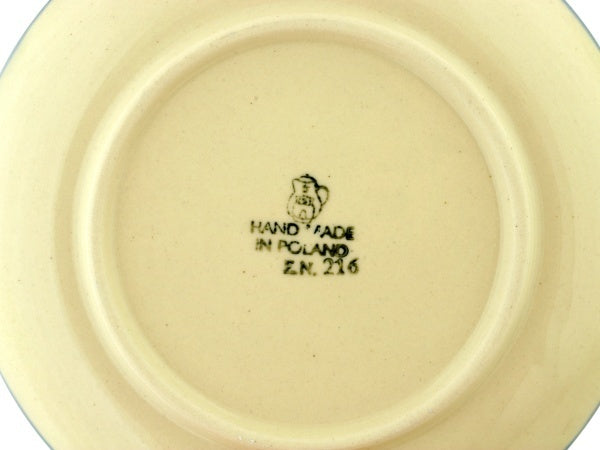 HAND MADE
IN POLAND
Z.N. 216